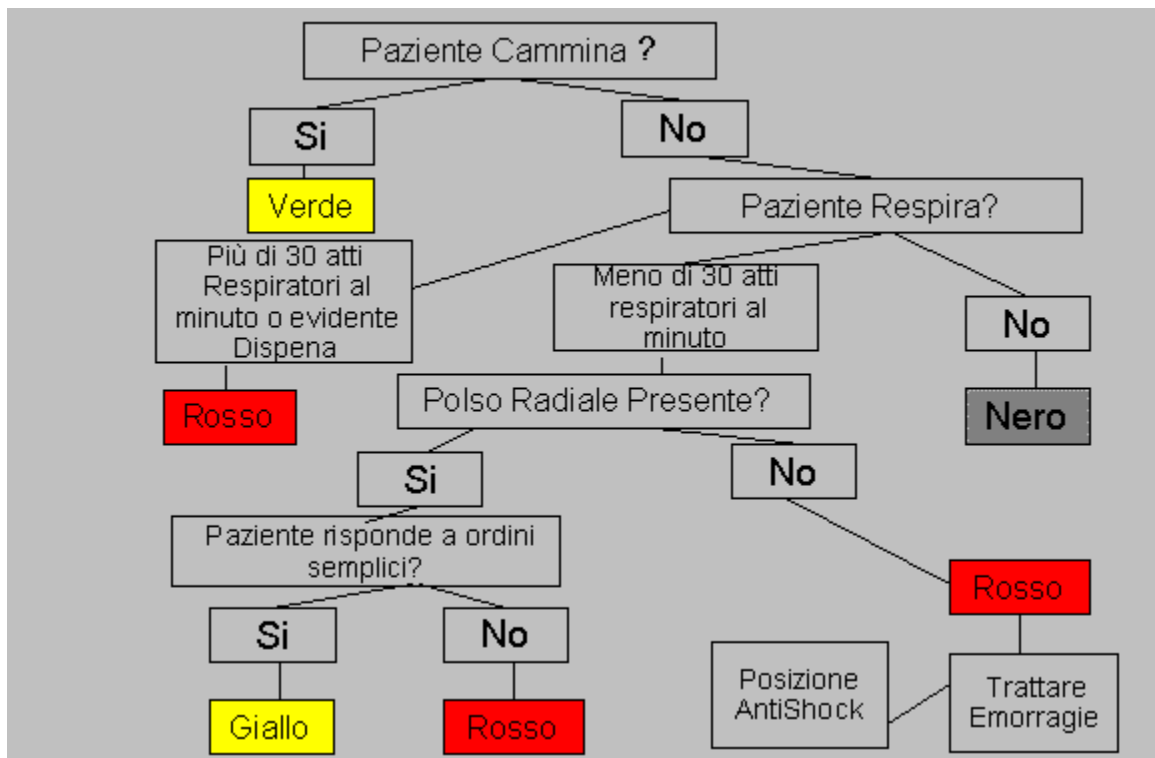 Paziente Cammina ?
Si
No
Verde
Paziente Respira?
Più di 30 atti
Respiratori al
minuto o evidente
Dispena
Meno di 30 atti
respiratori al
minuto
No
Rosso
Polso Radiale Presente?
Nero
Si
No
Paziente risponde a ordini
semplici?
Rosso
Si
No
Posizione
AntiShock
Trattare
Emorragie
Giallo
Rosso